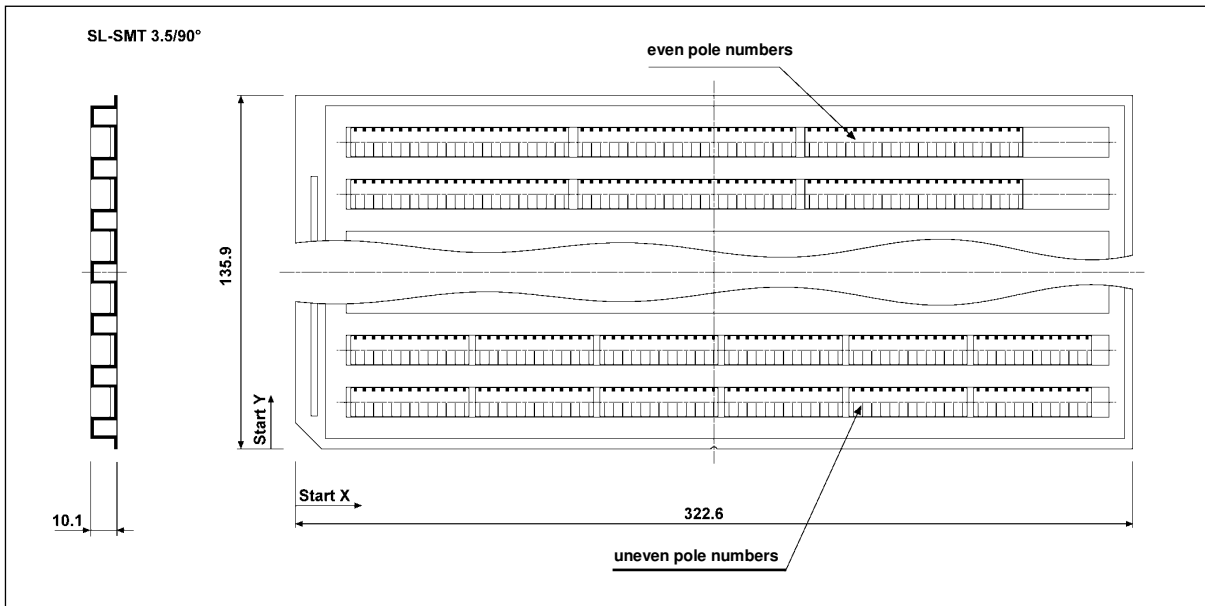 SL-SMT 3.5/90°
even pole numbers
135.9
Start Y
Start X
10.1
322.6
uneven pole numbers